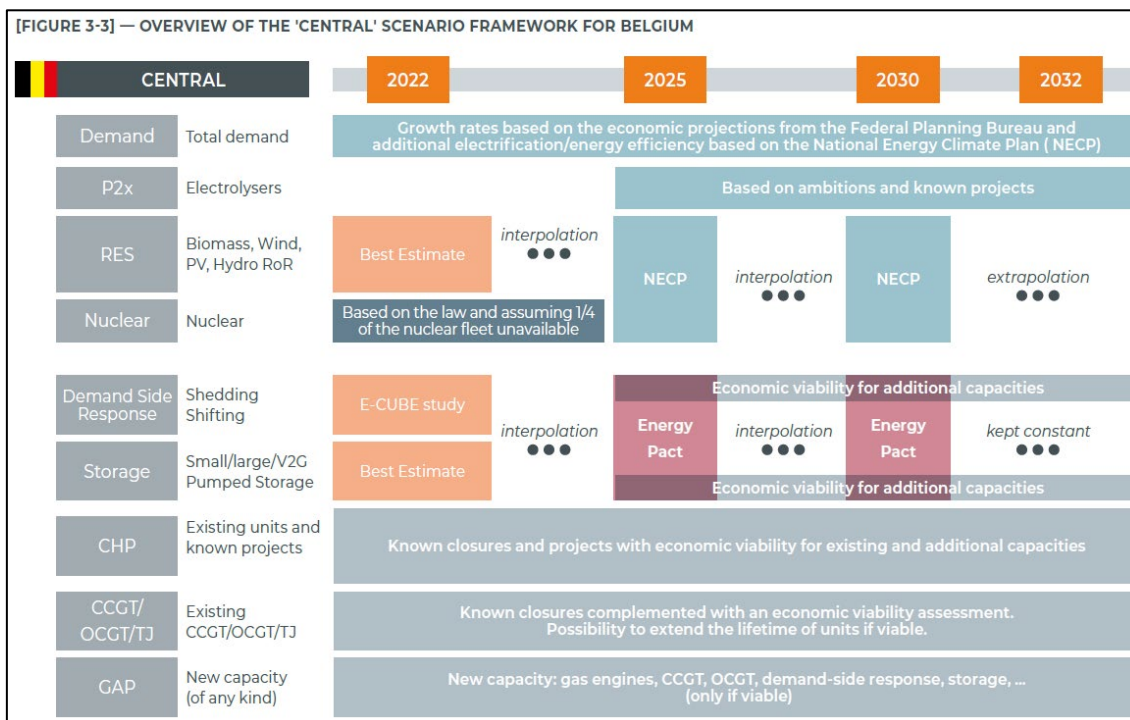 [FIGURE 3-3] — OVERVIEW OF THE 'CENTRAL' SCENARIO FRAMEWORK FOR BELGIUM
CENTRAL
2022
2025
2030
2032
Demand
Total demand
Growth rates based on the economic projections from the Federal Planning Bureau and
additional electrification/energy efficiency based on the National Energy Climate Plan ( NECP)
P2x
Electrolysers
Based on ambitions and known projects
RES
Biomass, Wind,
PV, Hydro RoR
Best Estimate
interpolation
NECP
interpolation
NECP
extrapolation
Nuclear
Nuclear
Based on the law and assuming 1/4
of the nuclear fleet unavailable
Demand Side
Response
Shedding
Shifting
E-CUBE study
interpolation
Economic viability for additional capacities
Energy
Pact
interpolation
Energy
Pact
kept constant
Storage
Small/large/V2G
Pumped Storage
Best Estimate
Economic viability for additional capacities
CHP
Existing units and
known projects
Known closures and projects with economic viability for existing and additional capacities
CCGT/
OCGT/TJ
Existing
CCGT/OCGT/TJ
Known closures complemented with an economic viability assessment.
Possibility to extend the lifetime of units if viable.
GAP
New capacity
(of any kind)
New capacity: gas engines, CCGT, OCGT, demand-side response, storage, ...
(only if viable)